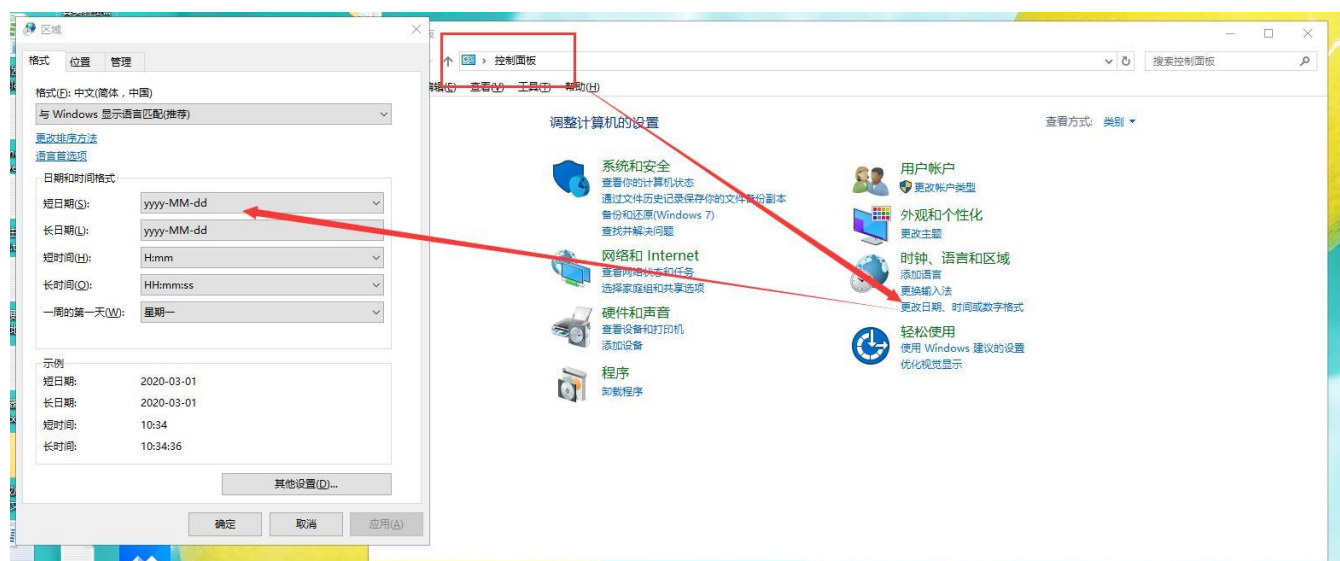 区域
格式 位置 管理
格式(F): 中文(简体，中国)
与 Windows 显示语言匹配(推荐)
更改排序方法
语言首选项
日期和时间格式
短日期(S): yyyy-MM-dd
长日期(L): yyyy-MM-dd
短时间(H): H:mm
长时间(O): HH:mm:ss
一周的第一天(W): 星期一
示例
短日期: 2020-03-01
长日期: 2020-03-01
短时间: 10:34
长时间: 10:34:36
其他设置(D)...
确定 取消 应用(A)
控制面板
搜索控制面板
查看(V) 工具(T) 帮助(H)
调整计算机的设置
查看方式: 类别
系统和安全
查看你的计算机状态
通过文件历史记录保存你的文件备份副本
备份和还原(Windows 7)
查找并解决问题
网络和 Internet
查看网络状态和任务
选择家庭组和共享选项
硬件和声音
查看设备和打印机
添加设备
程序
卸载程序
用户帐户
更改帐户类型
外观和个性化
更改主题
时钟、语言和区域
添加语言
更换输入法
更改日期、时间或数字格式
轻松使用
使用 Windows 建议的设置
优化视觉显示